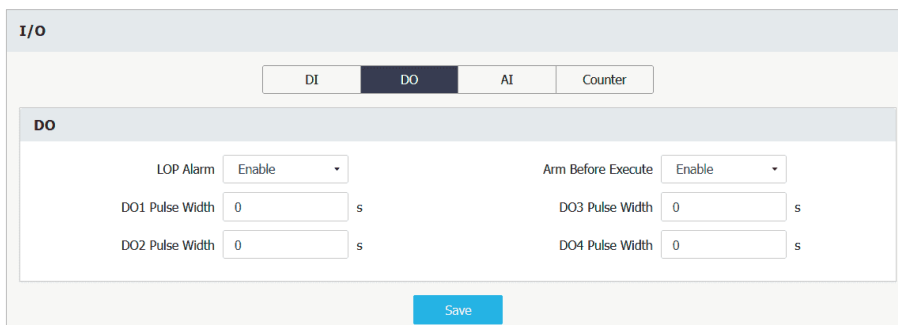 I/O
DI DO AI Counter
DO
LOP Alarm Enable Arm Before Execute Enable
DO1 Pulse Width 0 s DO3 Pulse Width 0 s
DO2 Pulse Width 0 s DO4 Pulse Width 0 s
Save